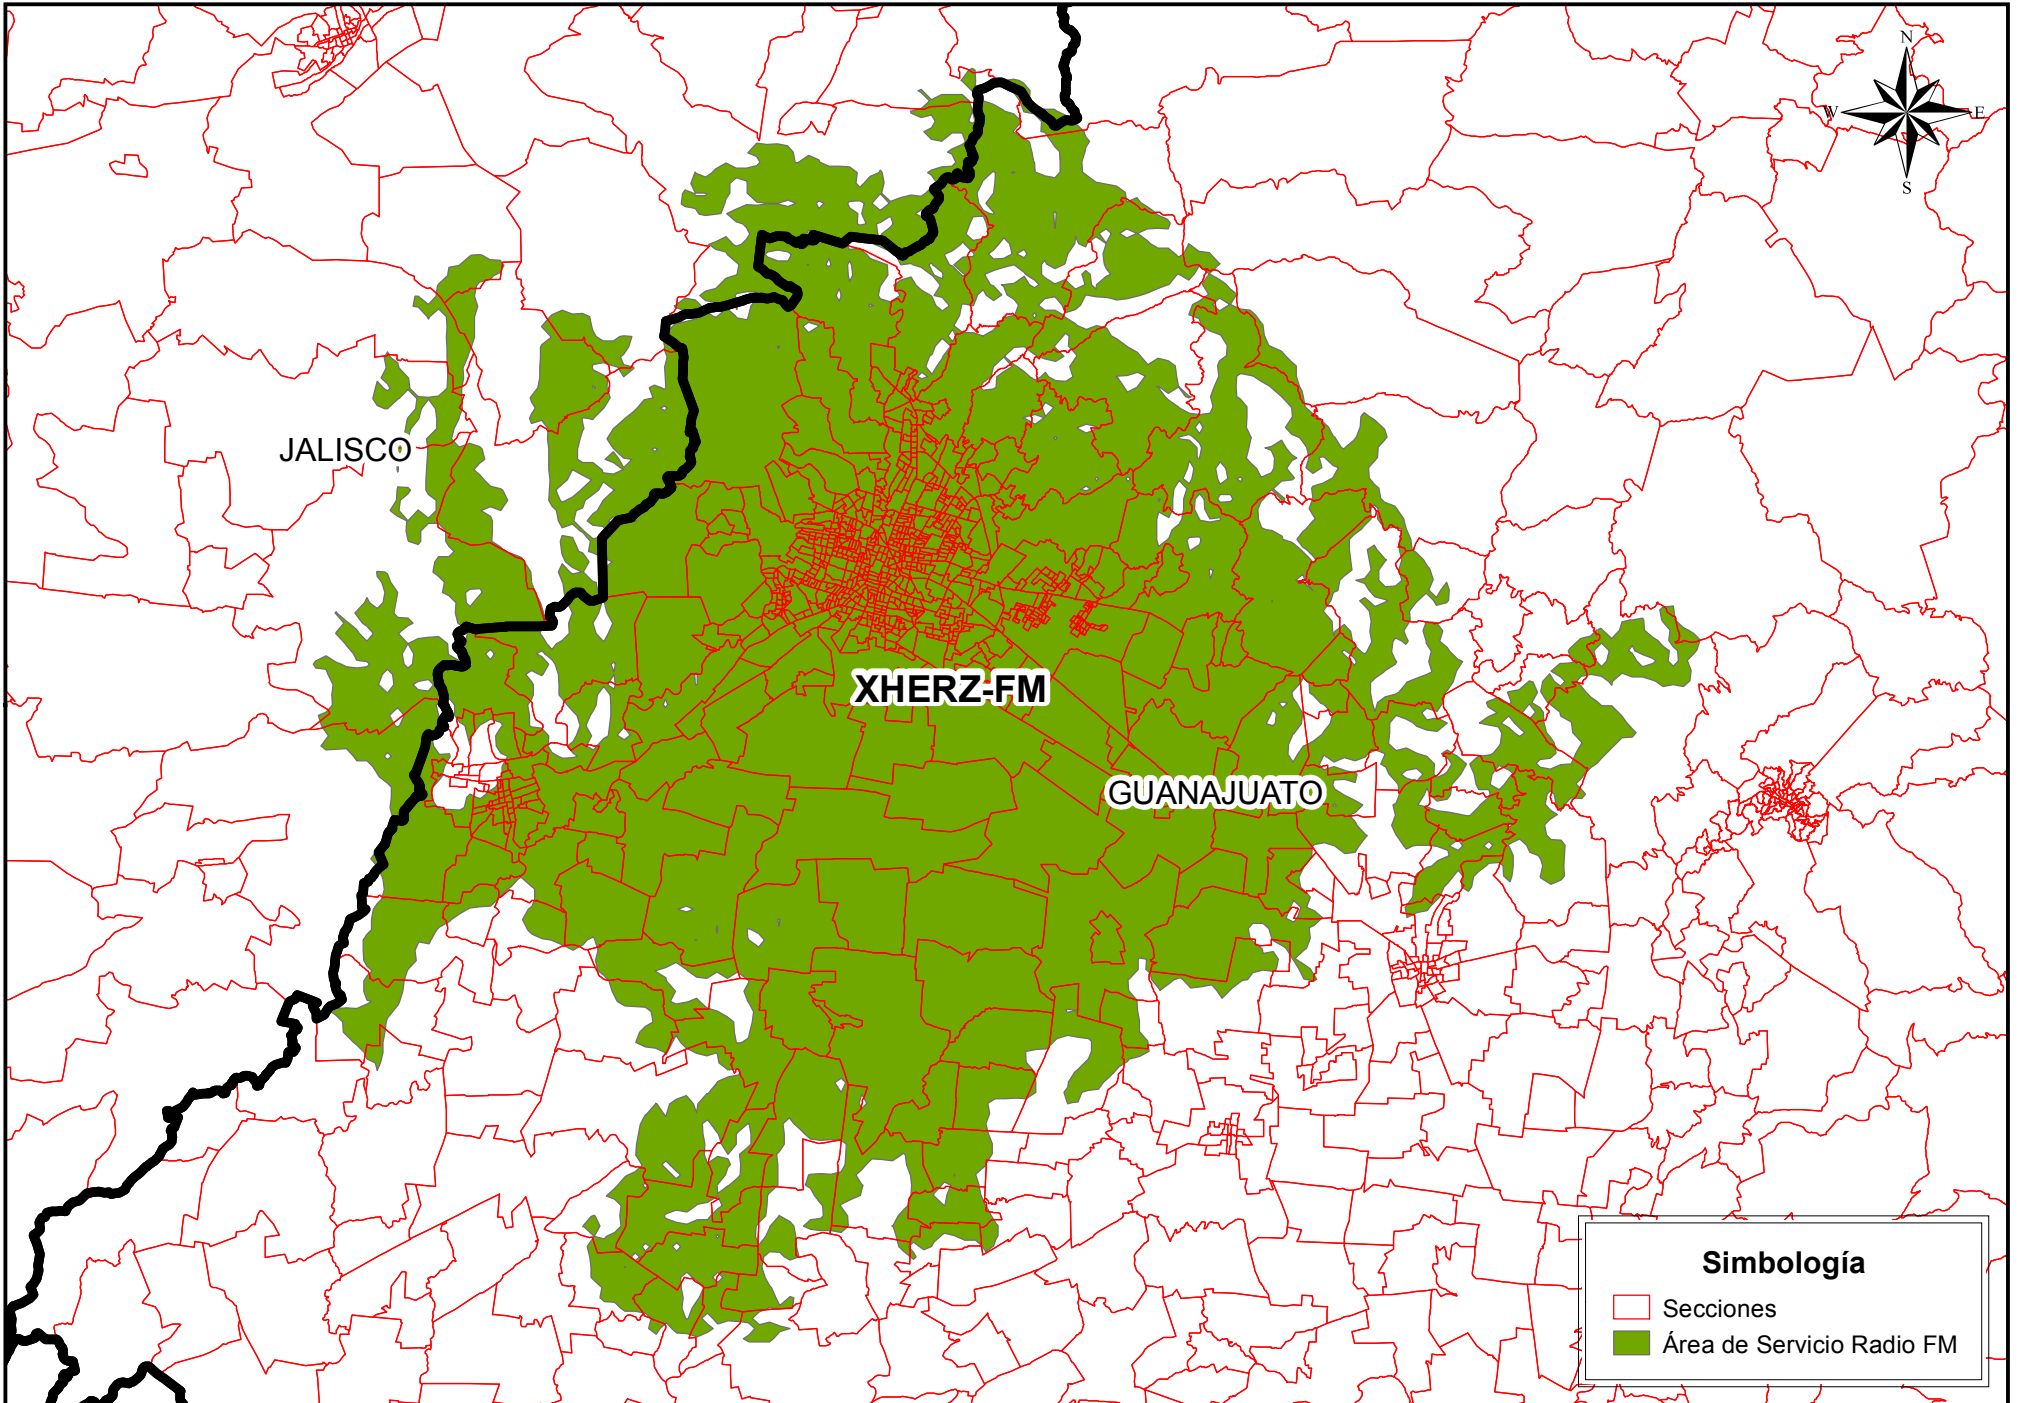 N
W
E
S
JALISCO
XHERZ-FM
GUANAJUATO
Simbología
Secciones
Área de Servicio Radio FM